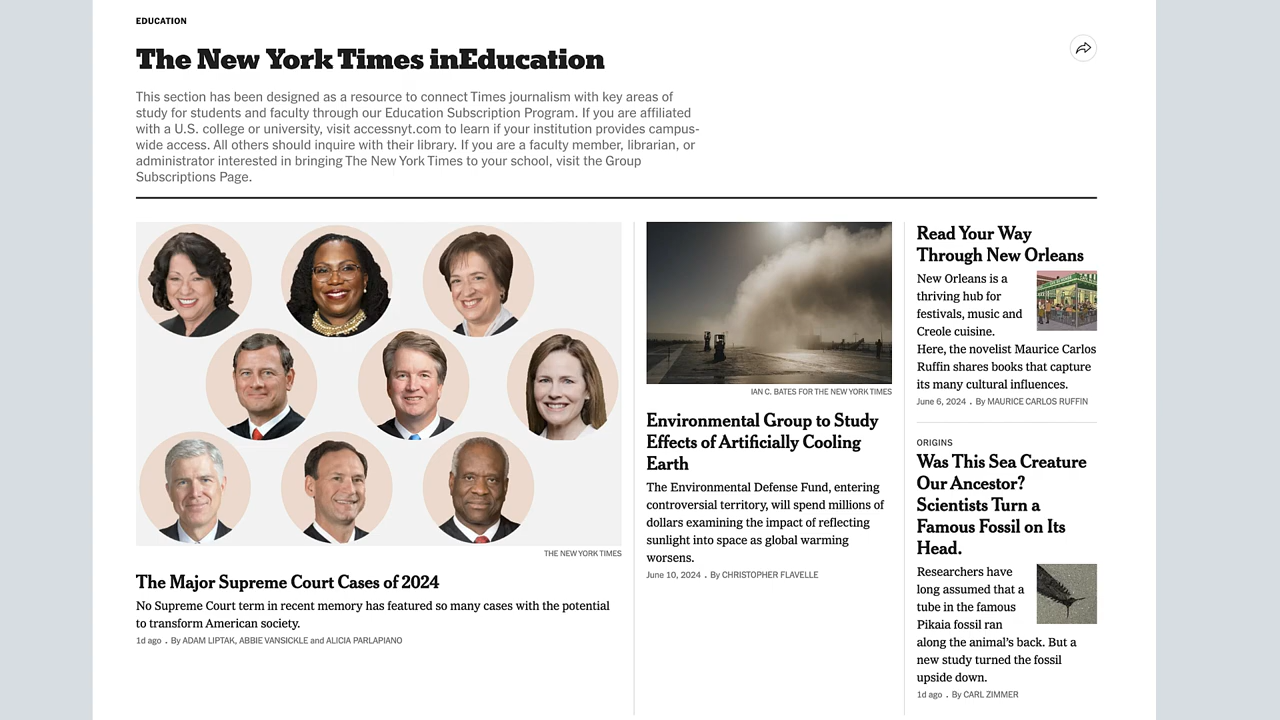 EDUCATION
The New York Times inEducation
This section has been designed as a resource to connect Times journalism with key areas of
study for students and faculty through our Education Subscription Program. If you are affiliated
with a U.S. college or university, visit accessnyt.com to learn if your institution provides campus-
wide access. All others should inquire with their library. If you are a faculty member, librarian, or
administrator interested in bringing The New York Times to your school, visit the Group
Subscriptions Page.
THE NEW YORK TIMES
The Major Supreme Court Cases of 2024
No Supreme Court term in recent memory has featured so many cases with the potential
to transform American society.
1d ago . By ADAM LIPTAK, ABBIE VANSICKLE and ALICIA PARLAPIANO
IAN C. BATES FOR THE NEW YORK TIMES
Environmental Group to Study
Effects of Artificially Cooling
Earth
The Environmental Defense Fund, entering
controversial territory, will spend millions of
dollars examining the impact of reflecting
sunlight into space as global warming
worsens.
June 10, 2024 . By CHRISTOPHER FLAVELLE
Read Your Way
Through New Orleans
New Orleans is a
thriving hub for
festivals, music and
Creole cuisine.
Here, the novelist Maurice Carlos
Ruffin shares books that capture
its many cultural influences.
June 6, 2024 . By MAURICE CARLOS RUFFIN
ORIGINS
Was This Sea Creature
Our Ancestor?
Scientists Turn a
Famous Fossil on Its
Head.
Researchers have
long assumed that a
tube in the famous
Pikaia fossil ran
along the animal's back. But a
new study turned the fossil
upside down.
1d ago . By CARL ZIMMER